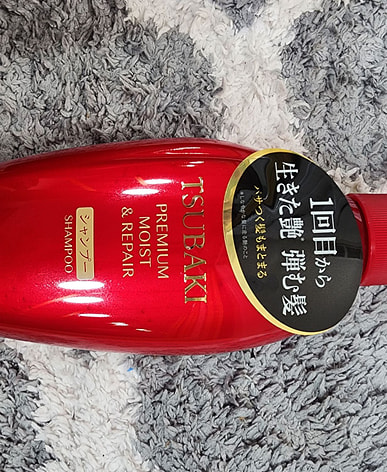 1回目から
生きた艶*弾む髪
パサつく髪もまとまる
TSUBAKI
PREMIUM
MOIST
& REPAIR
シャンプー
SHAMPOO